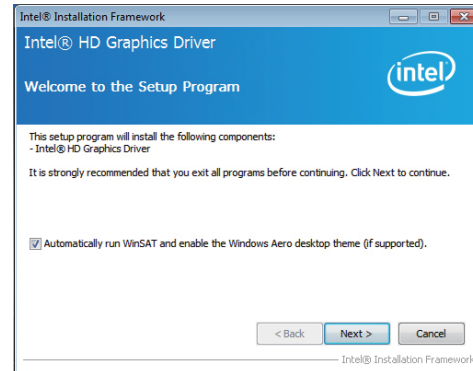 Intel® Installation Framework
Intel® HD Graphics Driver
intel®
Welcome to the Setup Program
This setup program will install the following components:
- Intel® HD Graphics Driver
It is strongly recommended that you exit all programs before continuing. Click Next to continue.
Automatically run WinSAT and enable the Windows Aero desktop theme (if supported).
< Back
Next >
Cancel
Intel® Installation Framework